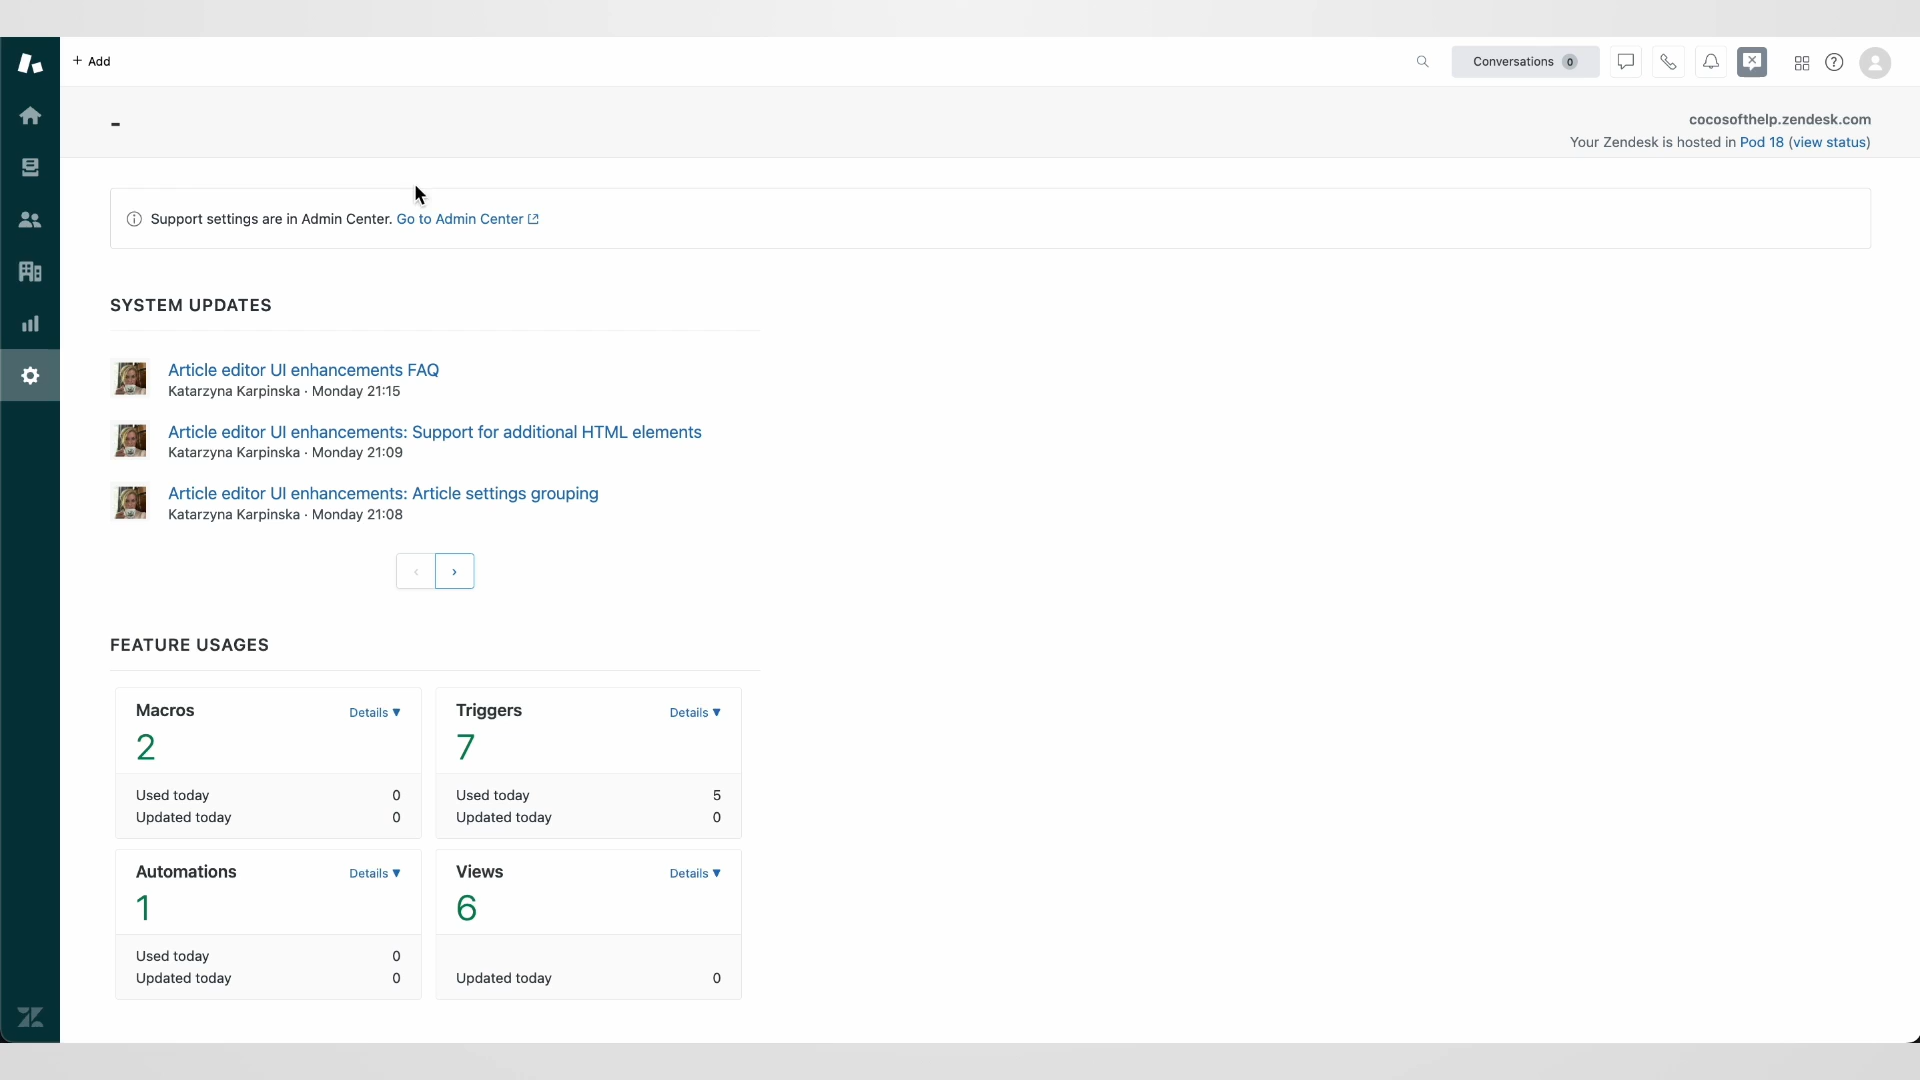 + Add
Conversations 0
-
cocosofthelp.zendesk.com
Your Zendesk is hosted in Pod 18 (view status)
Support settings are in Admin Center. Go to Admin Center
SYSTEM UPDATES
Article editor UI enhancements FAQ
Katarzyna Karpinska · Monday 21:15
Article editor UI enhancements: Support for additional HTML elements
Katarzyna Karpinska · Monday 21:09
Article editor UI enhancements: Article settings grouping
Katarzyna Karpinska · Monday 21:08
‹ ›
FEATURE USAGES
Macros Details ▼
2
Used today 0
Updated today 0
Triggers Details ▼
7
Used today 5
Updated today 0
Automations Details ▼
1
Used today 0
Updated today 0
Views Details ▼
6
Updated today 0